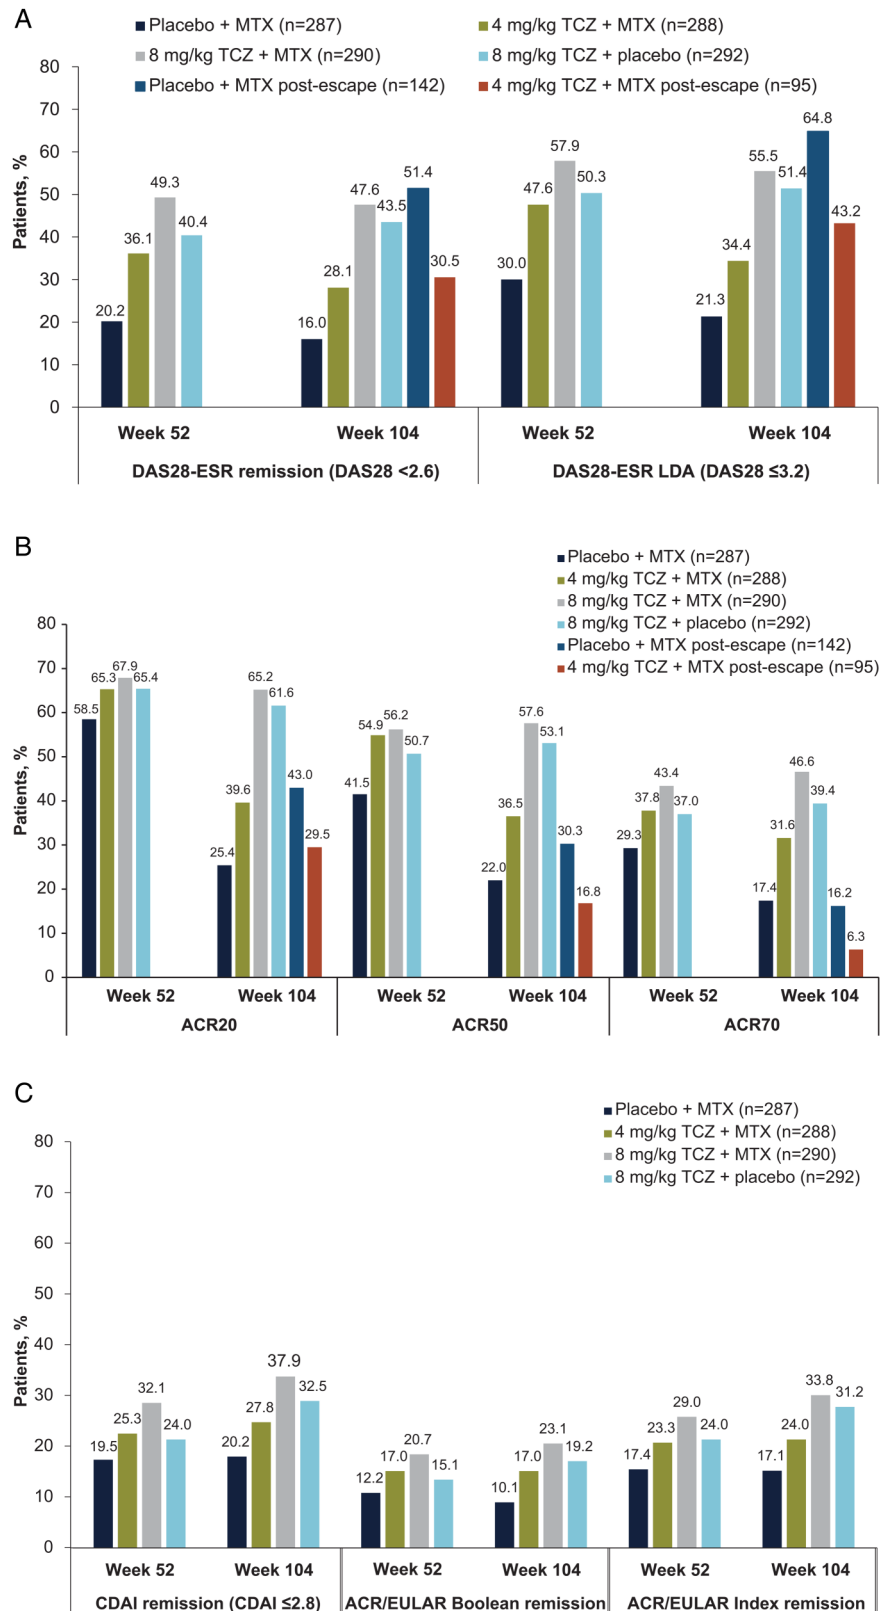 A
Placebo + MTX (n=287)
4 mg/kg TCZ + MTX (n=288)
8 mg/kg TCZ + MTX (n=290)
8 mg/kg TCZ + placebo (n=292)
Placebo + MTX post-escape (n=142)
4 mg/kg TCZ + MTX post-escape (n=95)
Patients, %
80
70
60
50
40
30
20
10
0
20.2
36.1
49.3
40.4
16.0
28.1
47.6
43.5
51.4
30.5
30.0
47.6
57.9
50.3
21.3
34.4
55.5
51.4
64.8
43.2
Week 52
Week 104
Week 52
Week 104
DAS28-ESR remission (DAS28 <2.6)
DAS28-ESR LDA (DAS28 ≤3.2)
B
Placebo + MTX (n=287)
4 mg/kg TCZ + MTX (n=288)
8 mg/kg TCZ + MTX (n=290)
8 mg/kg TCZ + placebo (n=292)
Placebo + MTX post-escape (n=142)
4 mg/kg TCZ + MTX post-escape (n=95)
Patients, %
80
70
60
50
40
30
20
10
0
58.5
65.3
67.9
65.4
25.4
39.6
65.2
61.6
43.0
29.5
41.5
54.9
56.2
50.7
22.0
36.5
57.6
53.1
30.3
16.8
29.3
37.8
43.4
37.0
17.4
31.6
46.6
39.4
16.2
6.3
Week 52
Week 104
Week 52
Week 104
Week 52
Week 104
ACR20
ACR50
ACR70
C
Placebo + MTX (n=287)
4 mg/kg TCZ + MTX (n=288)
8 mg/kg TCZ + MTX (n=290)
8 mg/kg TCZ + placebo (n=292)
Patients, %
80
70
60
50
40
30
20
10
0
19.5
25.3
32.1
24.0
20.2
27.8
37.9
32.5
12.2
17.0
20.7
15.1
10.1
17.0
23.1
19.2
17.4
23.3
29.0
24.0
17.1
24.0
33.8
31.2
Week 52
Week 104
Week 52
Week 104
Week 52
Week 104
CDAI remission (CDAI ≤2.8)
ACR/EULAR Boolean remission
ACR/EULAR Index remission